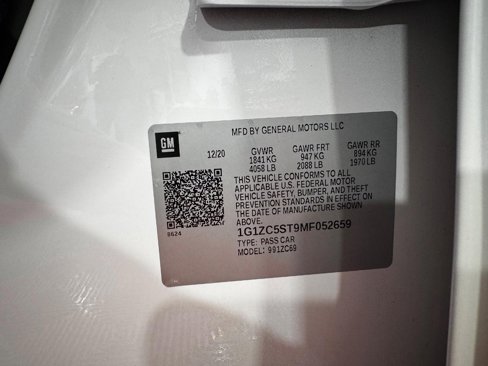 MFD BY GENERAL MOTORS LLC
GM
12/20 GVWR GAWR FRT GAWR RR
1841 KG 947 KG 894 KG
4058 LB 2088 LB 1970 LB
THIS VEHICLE CONFORMS TO ALL
APPLICABLE U.S. FEDERAL MOTOR
VEHICLE SAFETY, BUMPER, AND THEFT
PREVENTION STANDARDS IN EFFECT ON
THE DATE OF MANUFACTURE SHOWN
ABOVE.
8624
1G1ZC5ST9MF052659
TYPE: PASS CAR
MODEL: 991ZC69